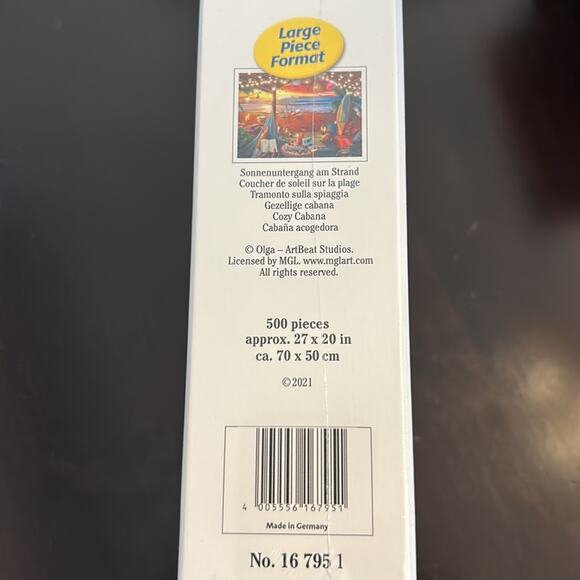 Large
Piece
Format
Sonnenuntergang am Strand
Coucher de soleil sur la plage
Tramonto sulla spiaggia
Gezellige cabana
Cozy Cabana
Cabaña acogedora
© Olga – ArtBeat Studios.
Licensed by MGL. www.mglart.com
All rights reserved.
500 pieces
approx. 27 x 20 in
ca. 70 x 50 cm
©2021
4 005556 167951
Made in Germany
No. 16 795 1